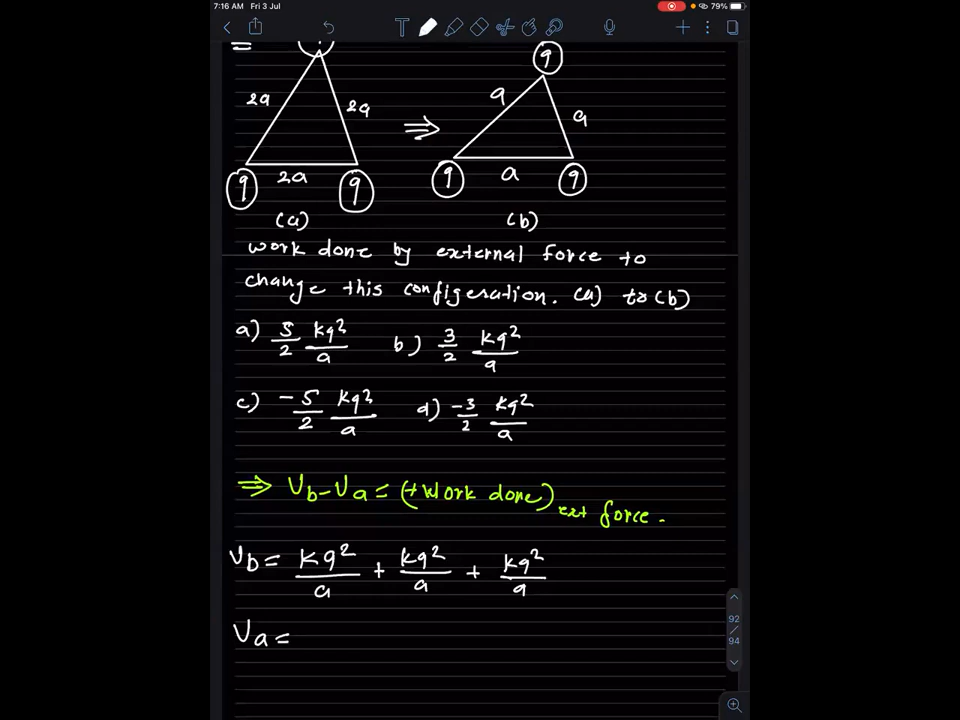 7:16 AM Fri 3 Jul
79%
q
2a 2a a a
⇒
q 2a q q a q
(a) (b)
work done by external force to
change this configeration. (a) to (b)
a) 5/2 kq²/a b) 3/2 kq²/a
c) -5/2 kq²/a d) -3/2 kq²/a
⇒ Ub - Ua = (+work done) ext force.
Ub = kq²/a + kq²/a + kq²/a
Ua =
92
/
94